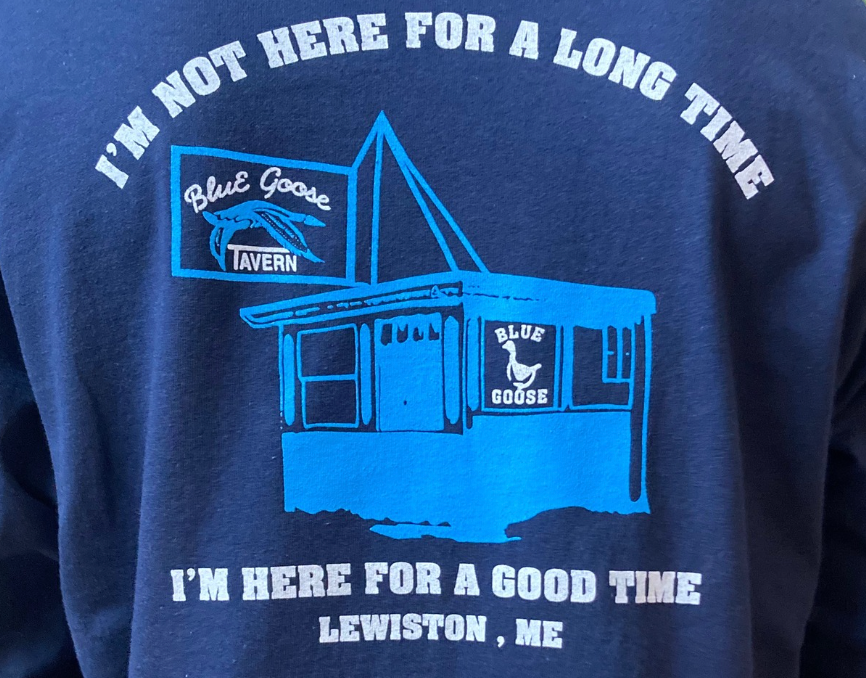 I'M NOT HERE FOR A LONG TIME
BluE Goose
TAVERN
BLUE
GOOSE
I'M HERE FOR A GOOD TIME
LEWISTON , ME